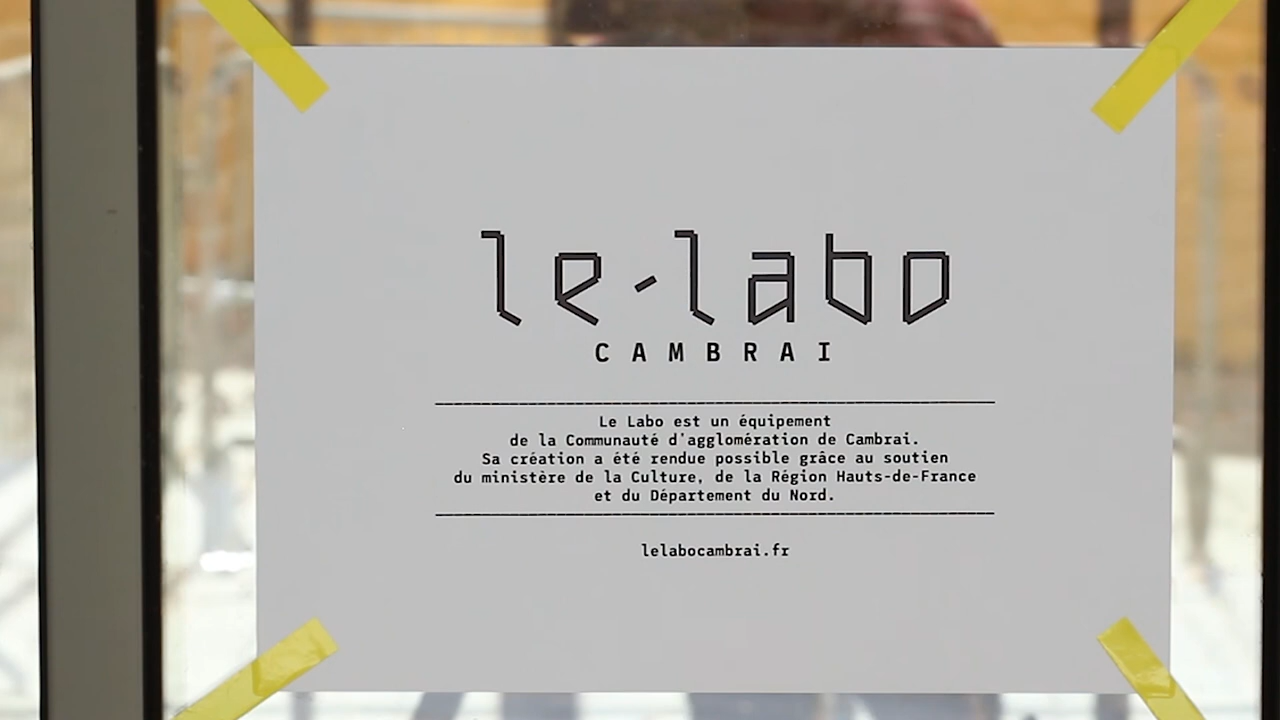 le-labo
CAMBRAI
Le Labo est un équipement
de la Communauté d'agglomération de Cambrai.
Sa création a été rendue possible grâce au soutien
du ministère de la Culture, de la Région Hauts-de-France
et du Département du Nord.
lelabocambrai.fr